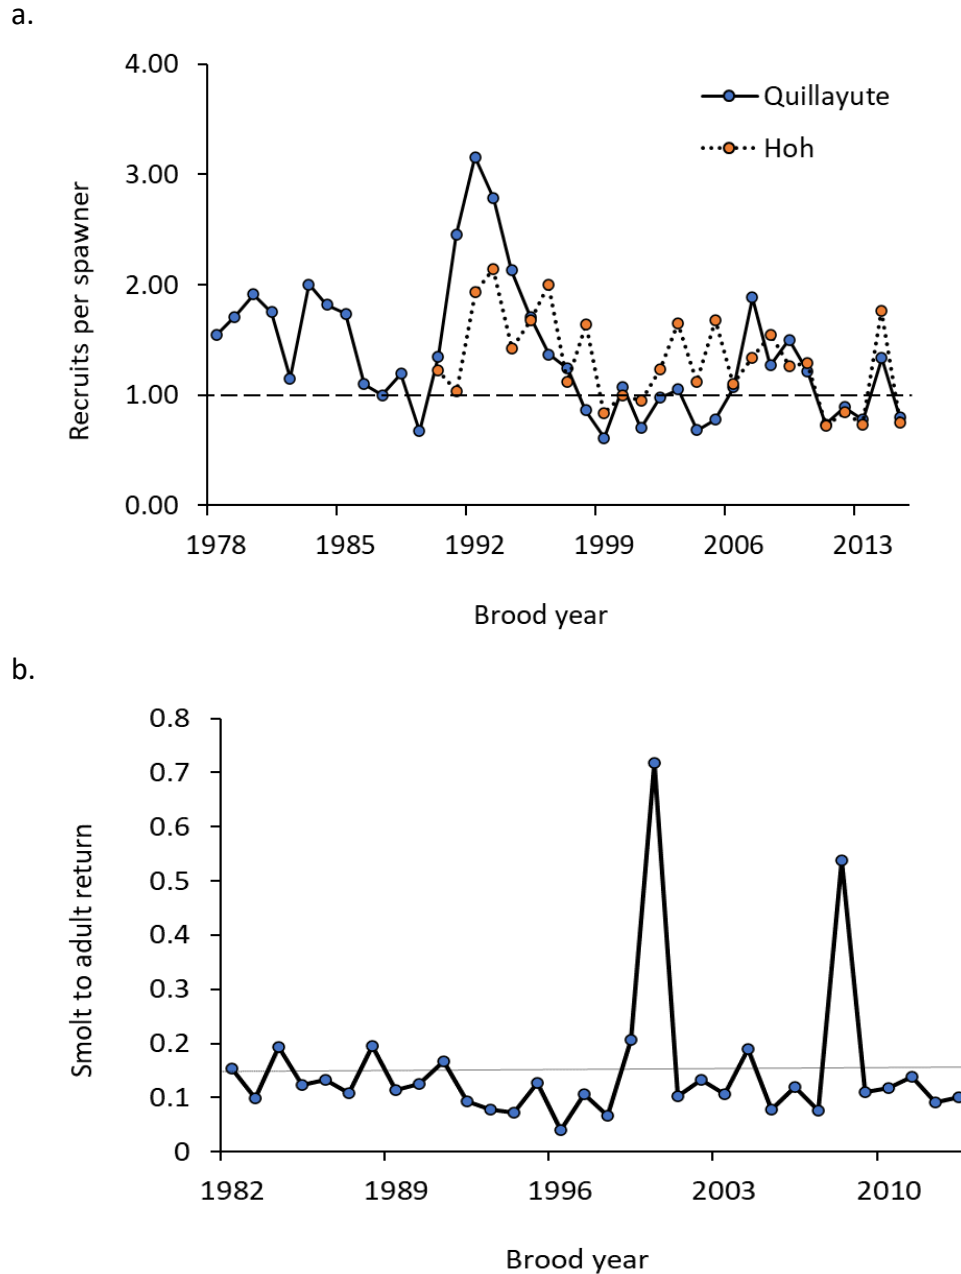 a.
4.00
3.00
2.00
1.00
0.00
Recruits per spawner
Quillayute
Hoh
1978 1985 1992 1999 2006 2013
Brood year
b.
0.8
0.7
0.6
0.5
0.4
0.3
0.2
0.1
0
Smolt to adult return
1982 1989 1996 2003 2010
Brood year